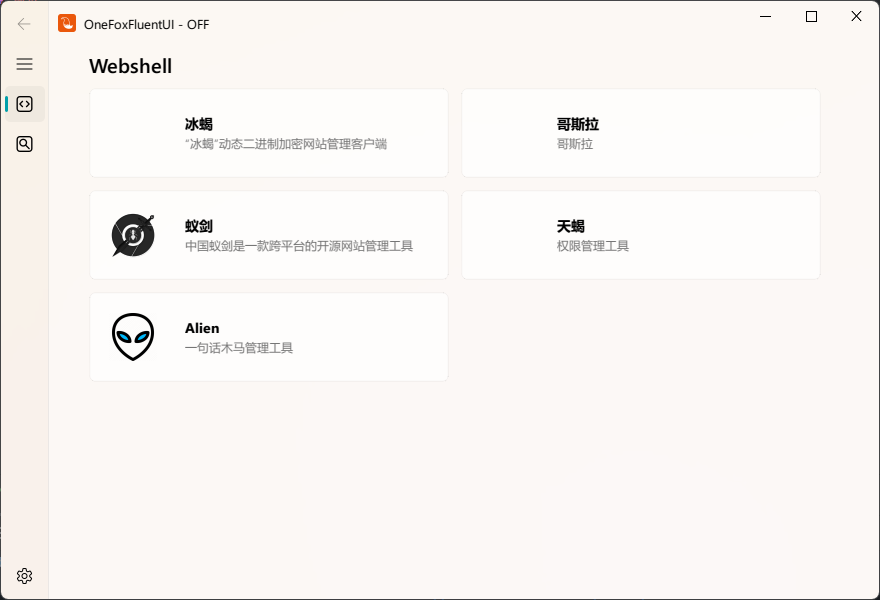 OneFoxFluentUI - OFF
Webshell
冰蝎
"冰蝎"动态二进制加密网站管理客户端
哥斯拉
哥斯拉
蚁剑
中国蚁剑是一款跨平台的开源网站管理工具
天蝎
权限管理工具
Alien
一句话木马管理工具